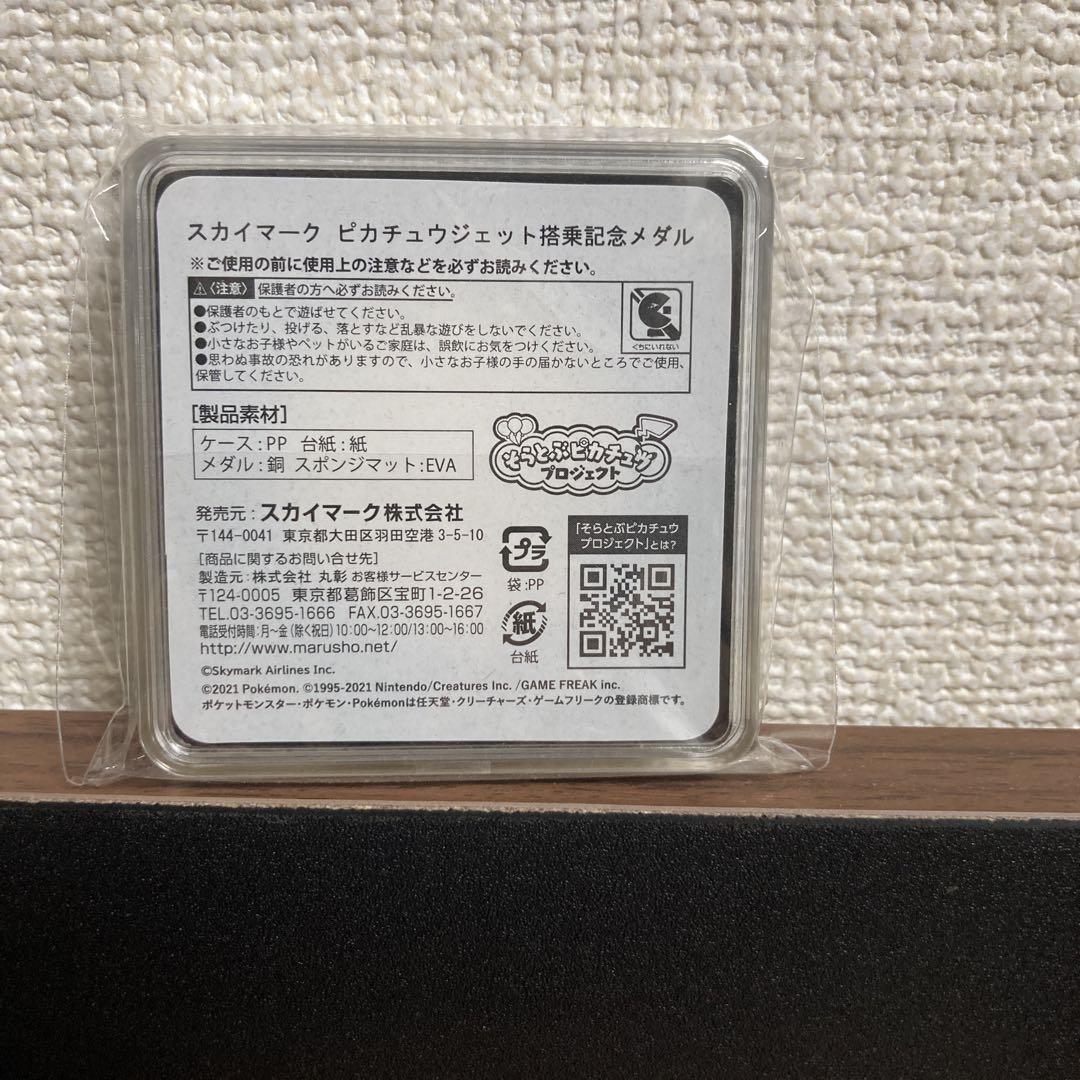 スカイマーク ピカチュウジェット搭乗記念メダル
※ご使用の前に使用上の注意などを必ずお読みください。
⚠〈注意〉 保護者の方へ必ずお読みください。
●保護者のもとで遊ばせてください。
●ぶつけたり、投げる、落とすなど乱暴な遊びをしないでください。
●小さなお子様やペットがいるご家庭は、誤飲にお気をつけください。
●思わぬ事故の恐れがありますので、小さなお子様の手の届かないところでご使用、
保管してください。
くちにいれない
[製品素材]
ケース:PP 台紙:紙
メダル:銅 スポンジマット:EVA
そらとぶピカチュウ
プロジェクト
発売元:スカイマーク株式会社
〒144-0041 東京都大田区羽田空港 3-5-10
[商品に関するお問い合せ先]
製造元:株式会社 丸彰 お客様サービスセンター
〒124-0005 東京都葛飾区宝町1-2-26
TEL.03-3695-1666 FAX.03-3695-1667
電話受付時間:月~金(除く祝日)10:00~12:00/13:00~16:00
http://www.marusho.net/
プラ
袋:PP
紙
台紙
「そらとぶピカチュウ
プロジェクト」とは?
©Skymark Airlines Inc.
©2021 Pokémon. ©1995-2021 Nintendo/Creatures Inc. /GAME FREAK inc.
ポケットモンスター・ポケモン・Pokémonは任天堂・クリーチャーズ・ゲームフリークの登録商標です。